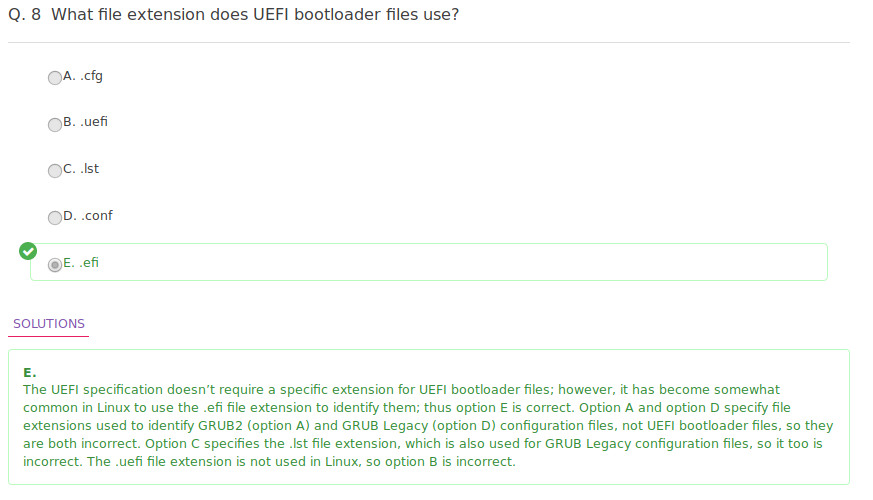 Q. 8  What file extension does UEFI bootloader files use?
A. .cfg
B. .uefi
C. .lst
D. .conf
E. .efi
SOLUTIONS
E.
The UEFI specification doesn’t require a specific extension for UEFI bootloader files; however, it has become somewhat
common in Linux to use the .efi file extension to identify them; thus option E is correct. Option A and option D specify file
extensions used to identify GRUB2 (option A) and GRUB Legacy (option D) configuration files, not UEFI bootloader files, so they
are both incorrect. Option C specifies the .lst file extension, which is also used for GRUB Legacy configuration files, so it too is
incorrect. The .uefi file extension is not used in Linux, so option B is incorrect.